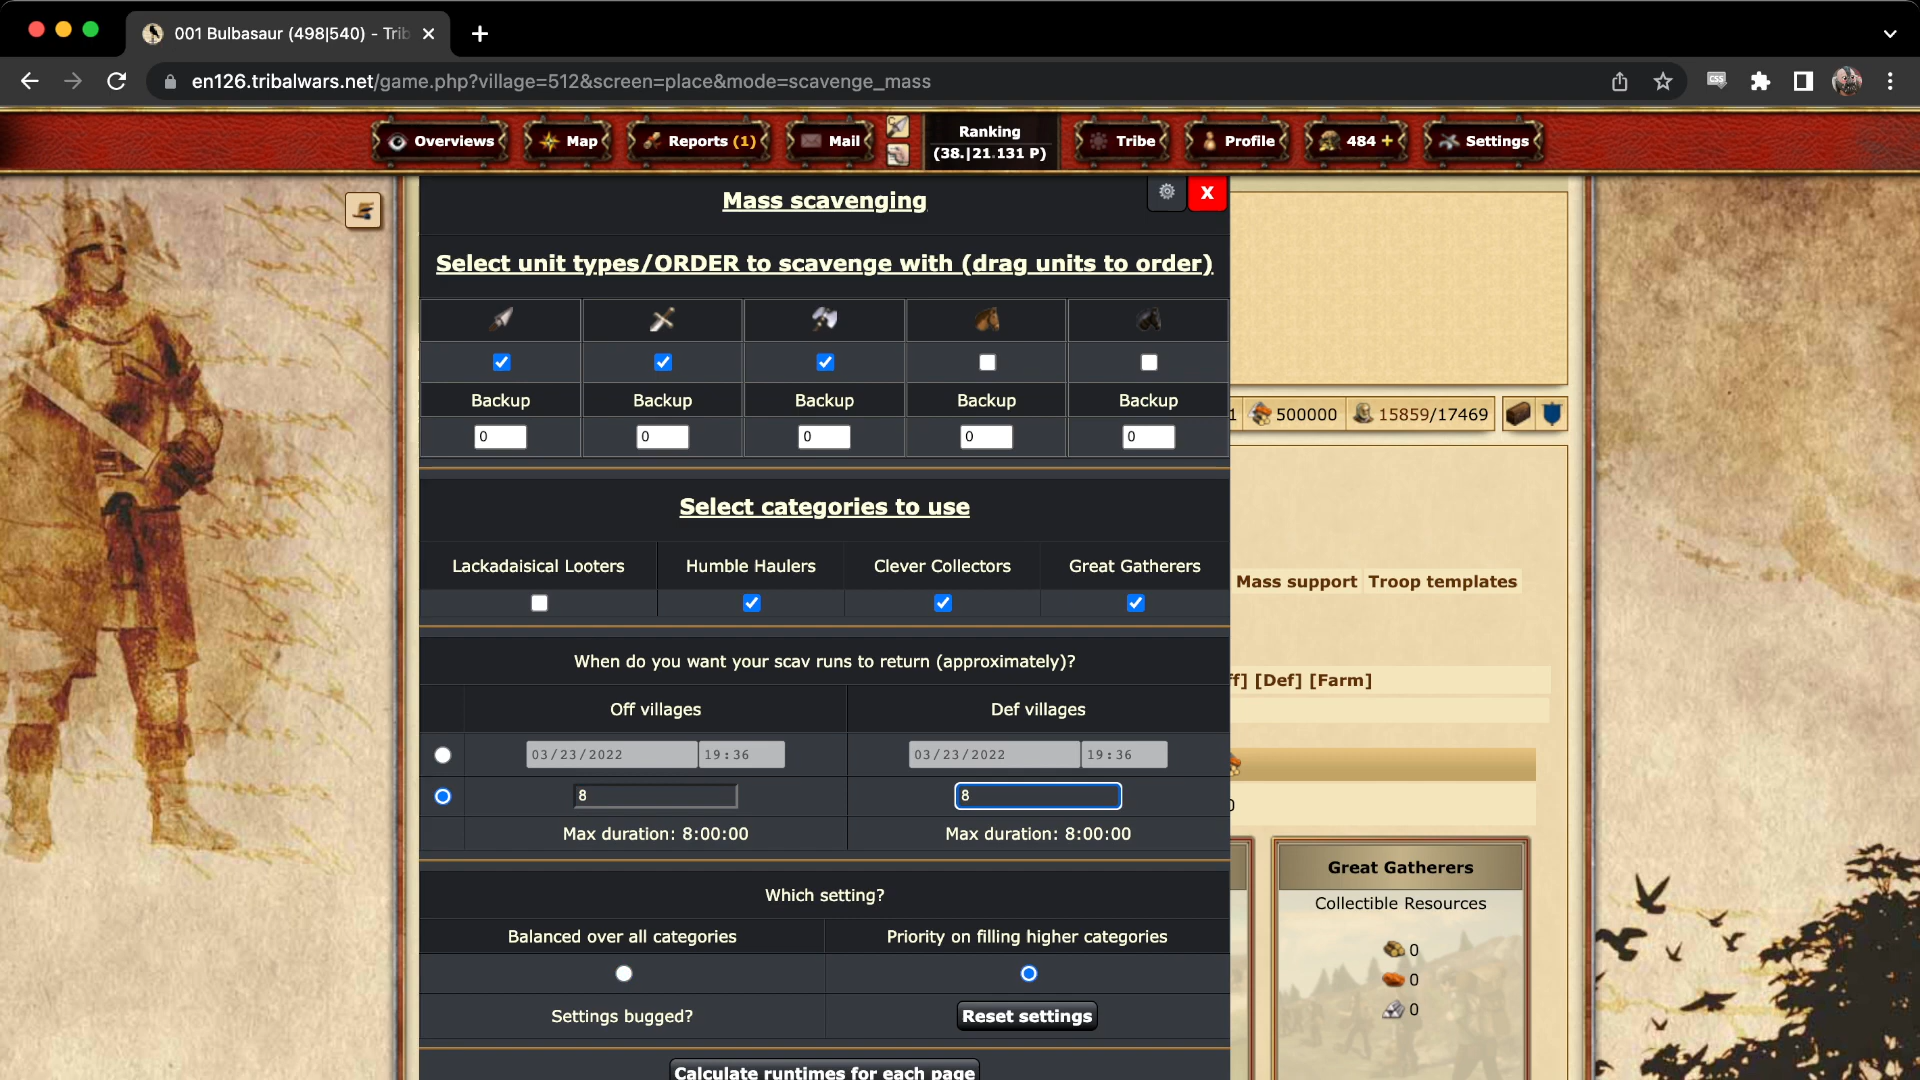 001 Bulbasaur (498|540) - Trib
en126.tribalwars.net/game.php?village=512&screen=place&mode=scavenge_mass
CSS
Overviews
Map
Reports (1)
Mail
Ranking
(38.|21.131 P)
Tribe
Profile
484 +
Settings
Mass scavenging
X
Select unit types/ORDER to scavenge with (drag units to order)
Backup Backup Backup Backup Backup
0 0 0 0 0
1 500000 15859/17469
Select categories to use
Lackadaisical Looters Humble Haulers Clever Collectors Great Gatherers
Mass support Troop templates
When do you want your scav runs to return (approximately)?
ff] [Def] [Farm]
Off villages Def villages
03/23/2022 19:36 03/23/2022 19:36
8 8
Max duration: 8:00:00 Max duration: 8:00:00
Great Gatherers
Collectible Resources
0
0
0
Which setting?
Balanced over all categories Priority on filling higher categories
Settings bugged? Reset settings
Calculate runtimes for each page